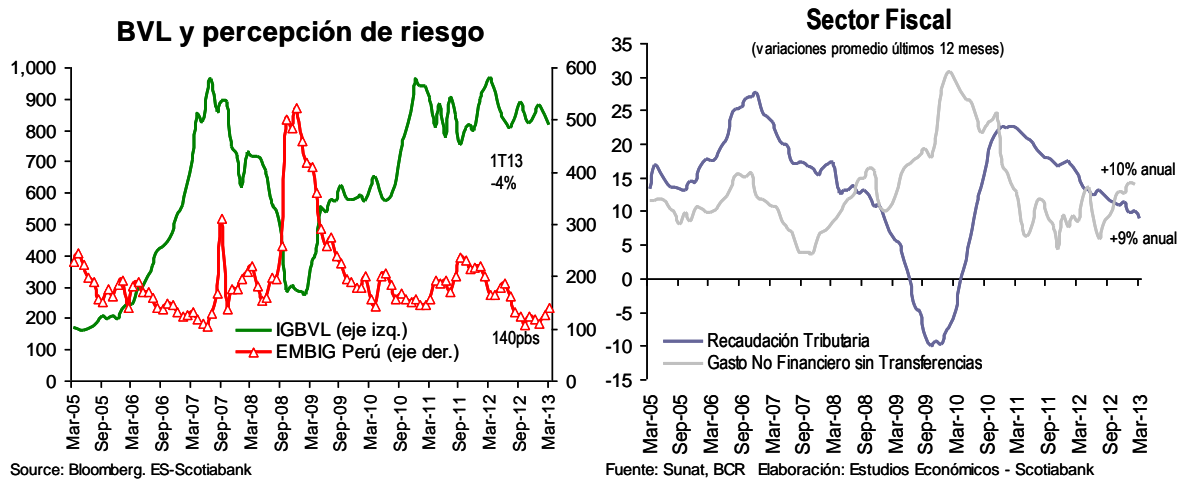 BVL y percepción de riesgo
1,000
900
800
700
600
500
400
300
200
100
0
600
500
400
300
200
100
0
1T13
-4%
IGBVL (eje izq.)
EMBIG Perú (eje der.)
140pbs
Mar-05
Sep-05
Mar-06
Sep-06
Mar-07
Sep-07
Mar-08
Sep-08
Mar-09
Sep-09
Mar-10
Sep-10
Mar-11
Sep-11
Mar-12
Sep-12
Mar-13
Source: Bloomberg. ES-Scotiabank
Sector Fiscal
(variaciones promedio últimos 12 meses)
35
30
25
20
15
10
5
0
-5
-10
-15
+10% anual
+9% anual
Recaudación Tributaria
Gasto No Financiero sin Transferencias
Mar-05
Sep-05
Mar-06
Sep-06
Mar-07
Sep-07
Mar-08
Sep-08
Mar-09
Sep-09
Mar-10
Sep-10
Mar-11
Sep-11
Mar-12
Sep-12
Mar-13
Fuente: Sunat, BCR Elaboración: Estudios Económicos - Scotiabank